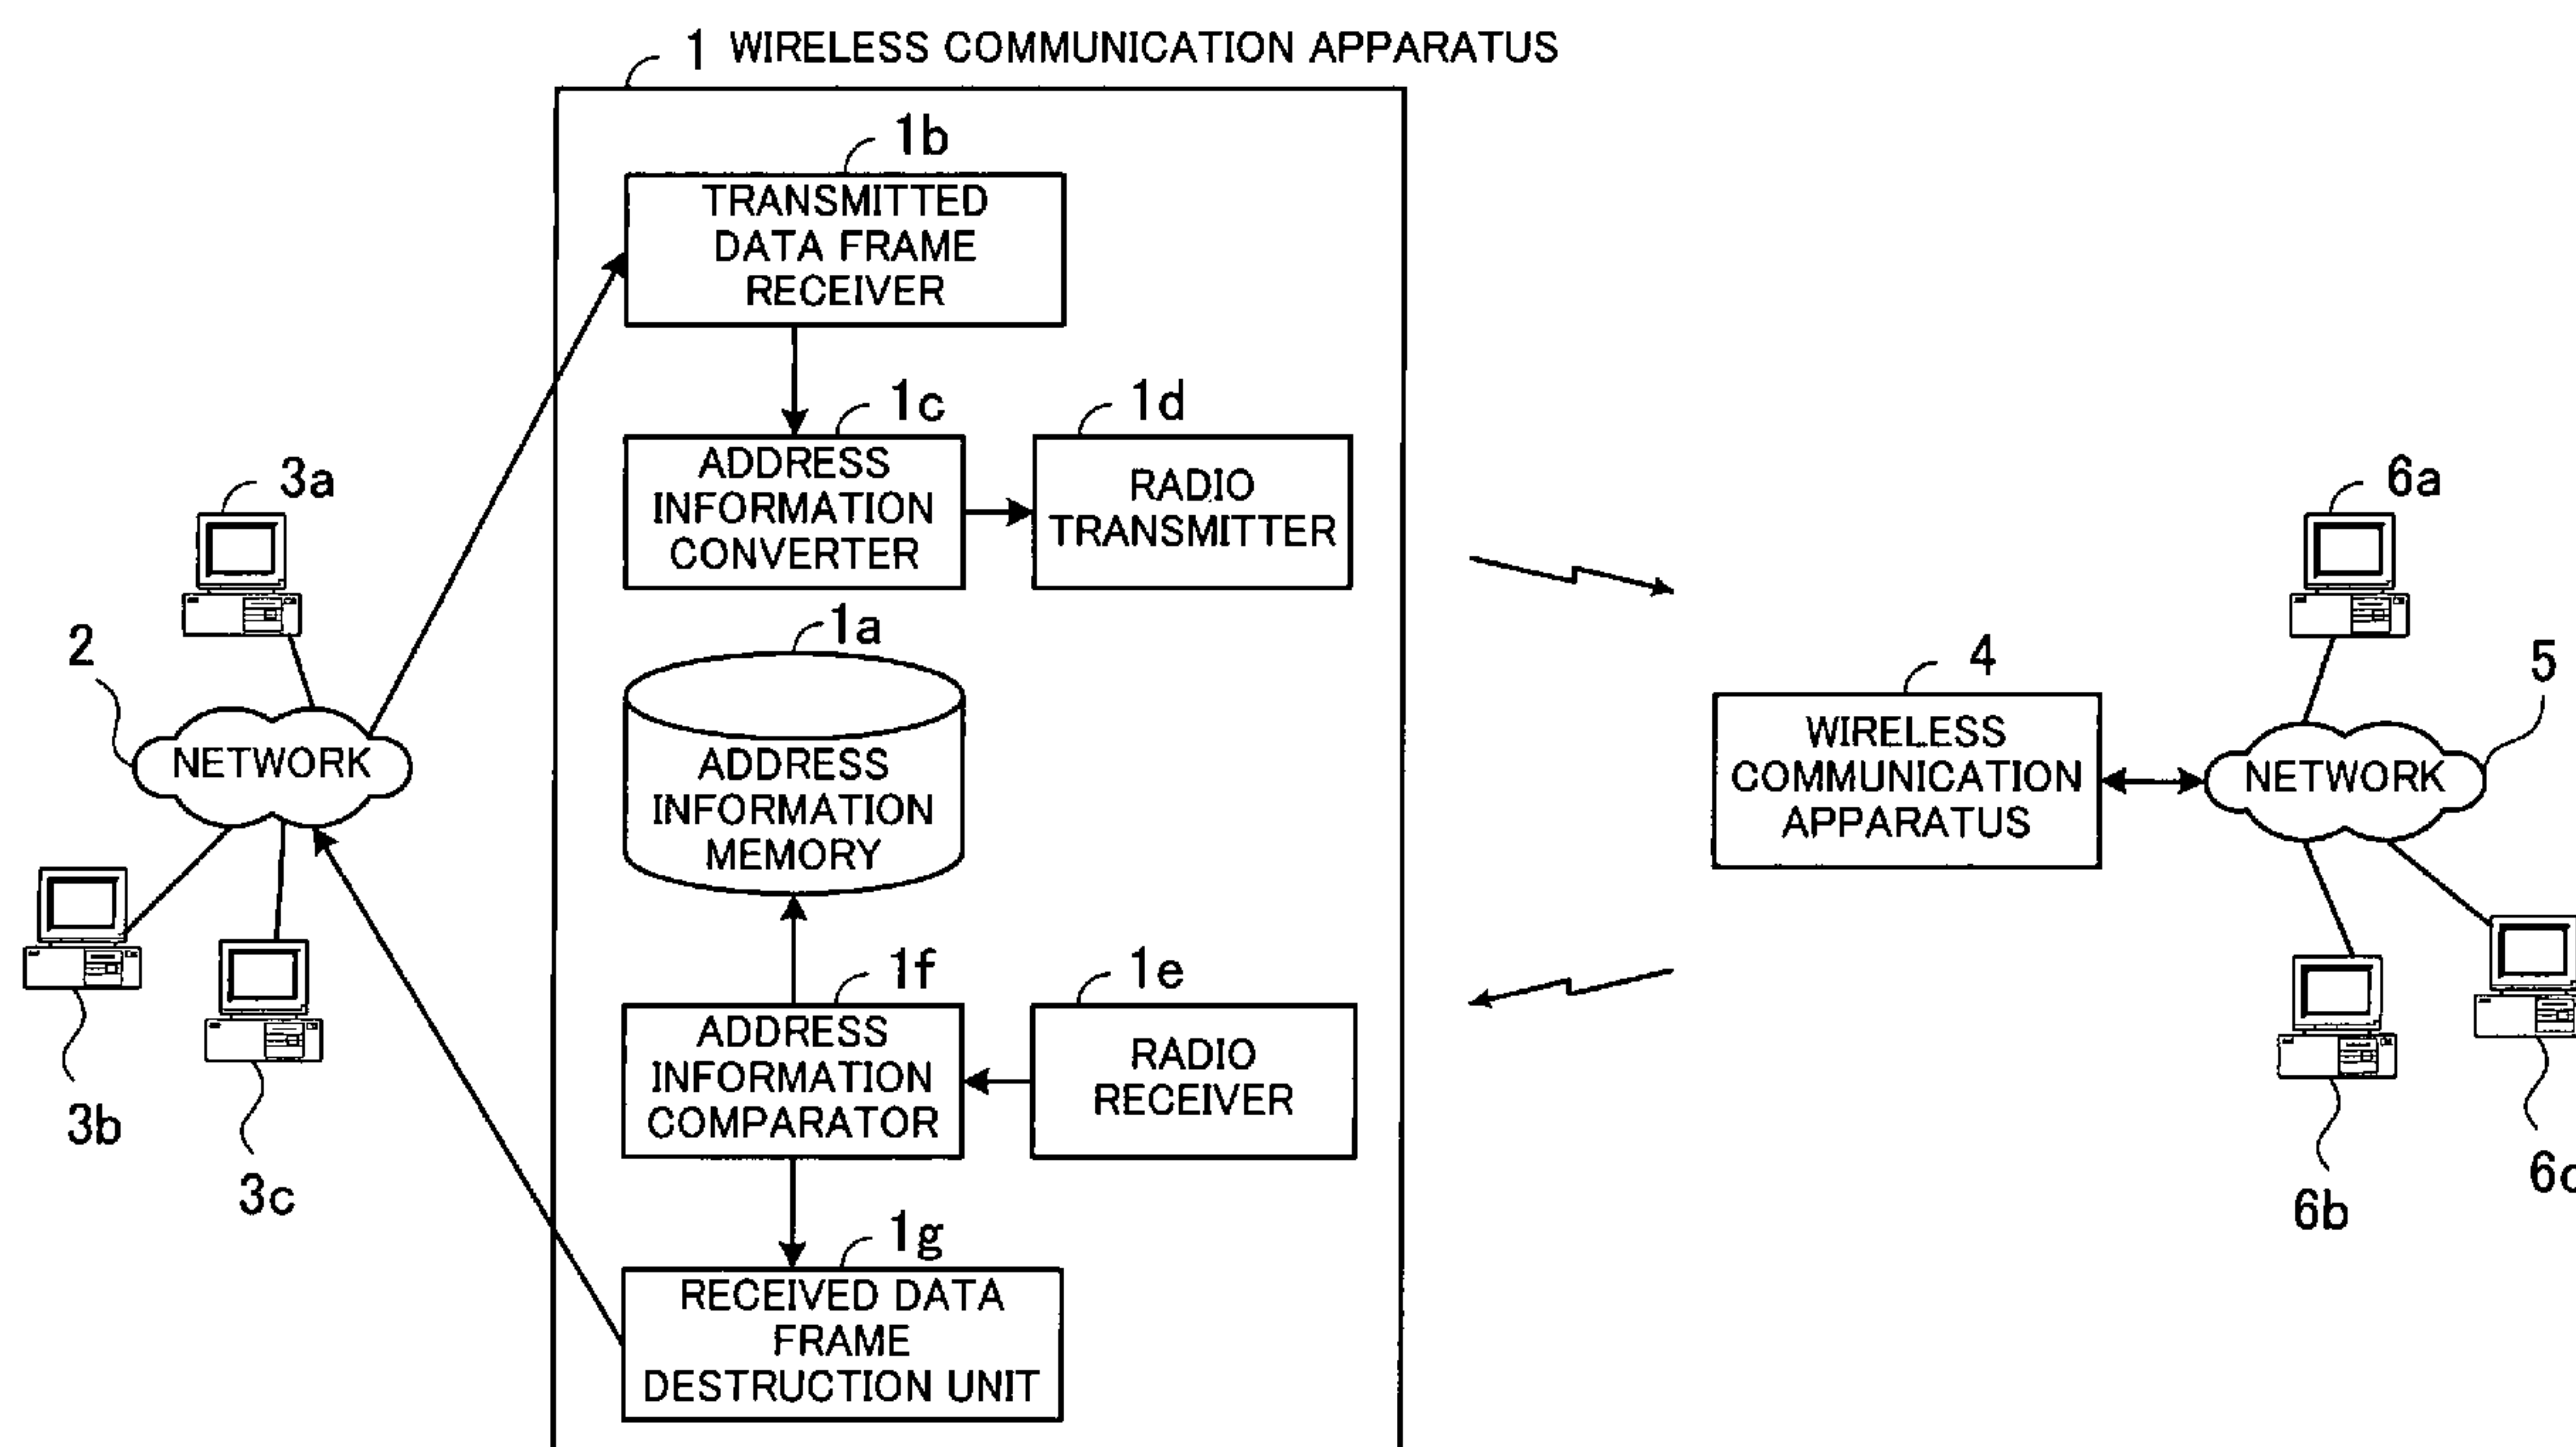 1 WIRELESS COMMUNICATION APPARATUS
1b
TRANSMITTED
DATA FRAME
RECEIVER
1c
ADDRESS
INFORMATION
CONVERTER
1d
RADIO
TRANSMITTER
3a
2
NETWORK
3b
3c
1a
ADDRESS
INFORMATION
MEMORY
1f
ADDRESS
INFORMATION
COMPARATOR
1e
RADIO
RECEIVER
1g
RECEIVED DATA
FRAME
DESTRUCTION UNIT
4
WIRELESS
COMMUNICATION
APPARATUS
6a
5
NETWORK
6b